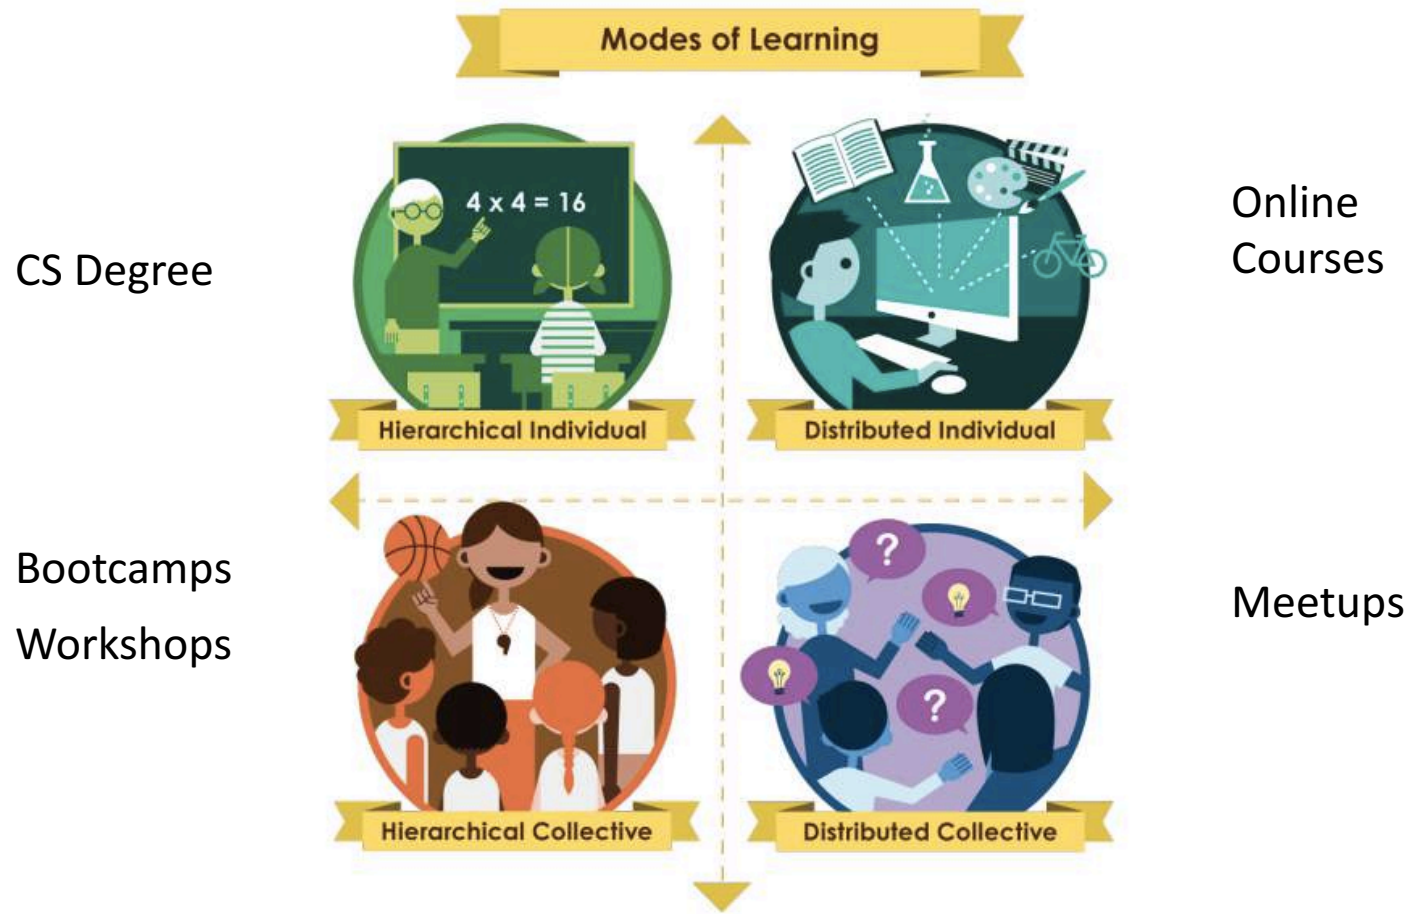 Modes of Learning
4 x 4 = 16
CS Degree
Online
Courses
Hierarchical Individual
Distributed Individual
Bootcamps
Workshops
?
?
Meetups
Hierarchical Collective
Distributed Collective